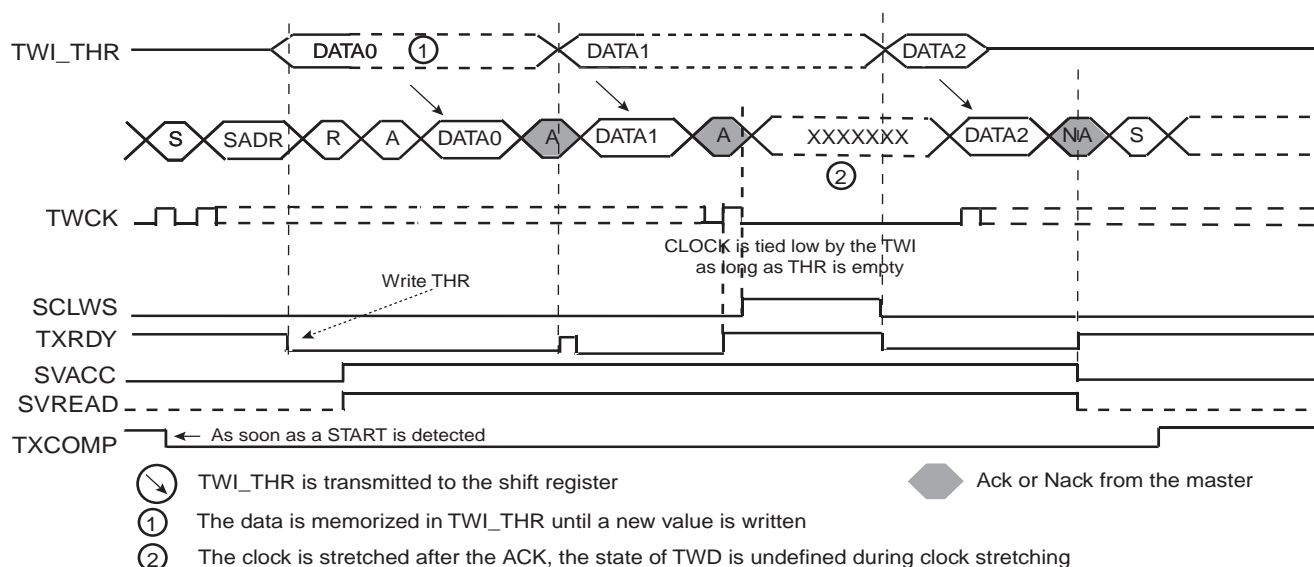 TWI_THR DATA0 1 DATA1 DATA2
S SADR R A DATA0 A DATA1 A XXXXXXX DATA2 NA S
2
TWCK
CLOCK is tied low by the TWI
as long as THR is empty
Write THR
SCLWS
TXRDY
SVACC
SVREAD
TXCOMP As soon as a START is detected
TWI_THR is transmitted to the shift register Ack or Nack from the master
1 The data is memorized in TWI_THR until a new value is written
2 The clock is stretched after the ACK, the state of TWD is undefined during clock stretching